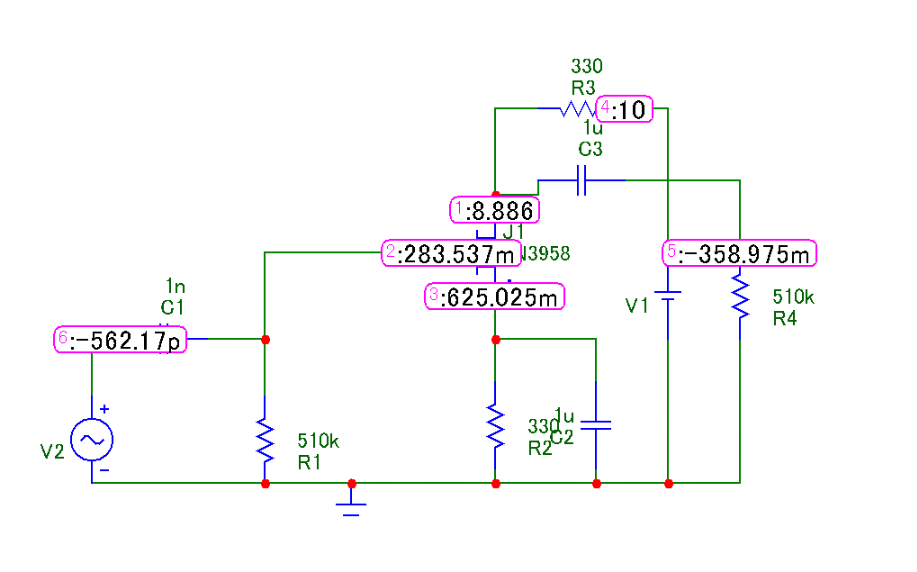 330
R3
4:10
1u
C3
1:8.886
J1
2:283.537m
N3958
5:-358.975m
1n
C1
3:625.025m
V1
510k
R4
6:-562.17p
V2
+
-
510k
R1
330
R2
1u
C2